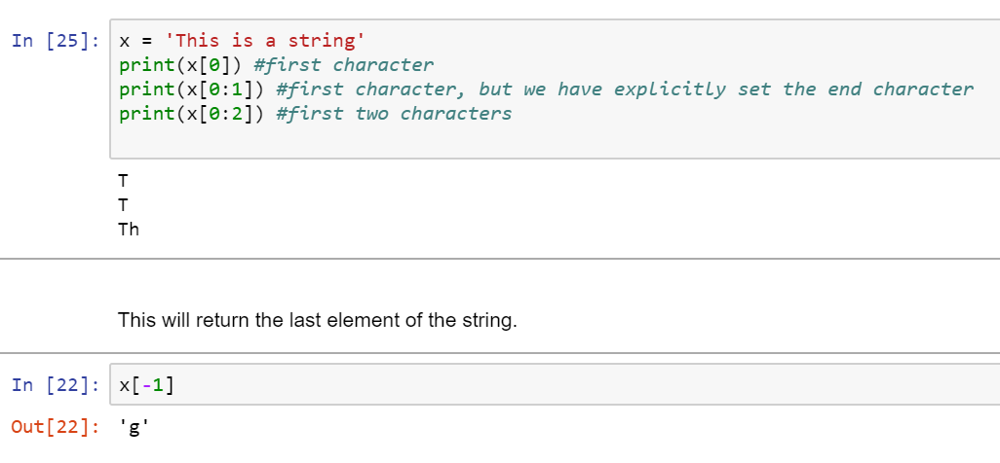 In [25]: x = 'This is a string'
print(x[0]) #first character
print(x[0:1]) #first character, but we have explicitly set the end character
print(x[0:2]) #first two characters
T
T
Th
This will return the last element of the string.
In [22]: x[-1]
Out[22]: 'g'